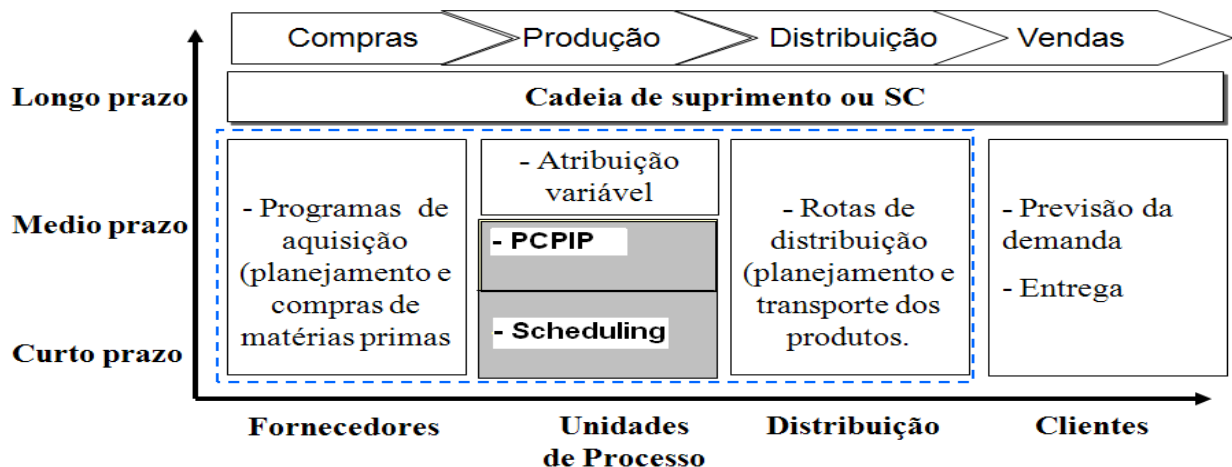 Compras
Produção
Distribuição
Vendas
Longo prazo
Cadeia de suprimento ou SC
Medio prazo
Curto prazo
- Programas de
aquisição
(planejamento e
compras de
matérias primas
- Atribuição
variável
- PCPIP
- Scheduling
- Rotas de
distribuição
(planejamento e
transporte dos
produtos.
- Previsão da
demanda
- Entrega
Fornecedores
Unidades
de Processo
Distribuição
Clientes